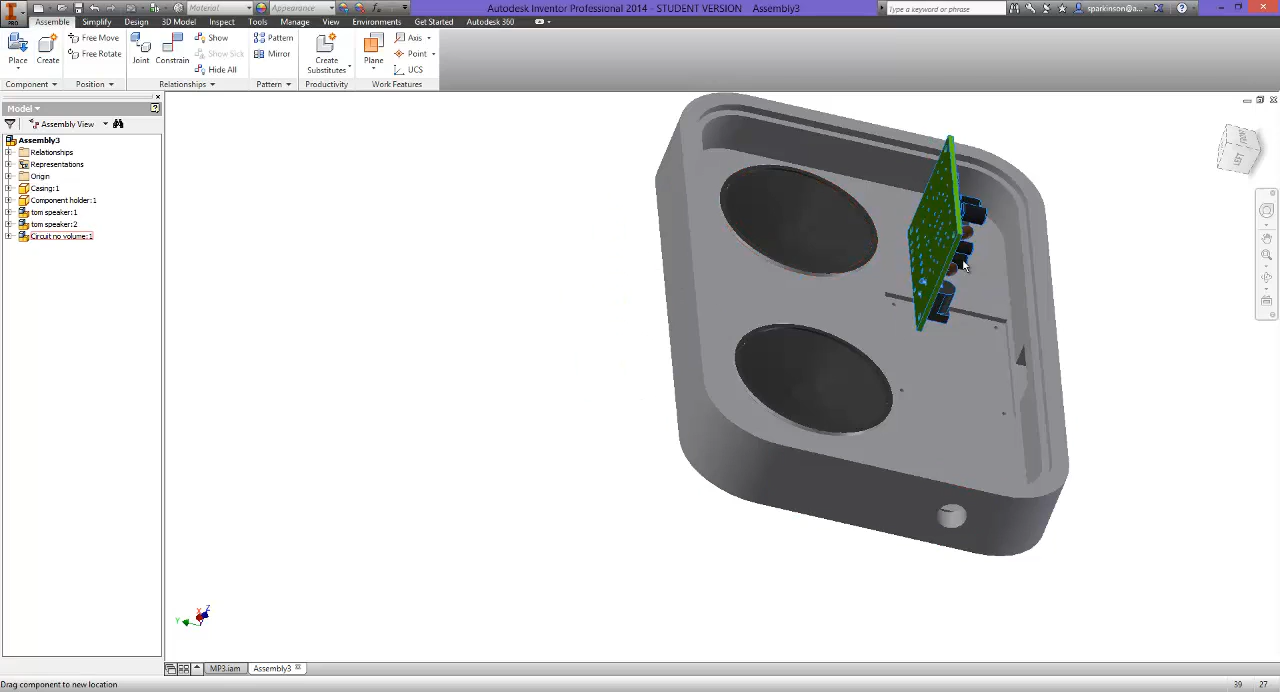 Material
Appearance
Autodesk Inventor Professional 2014 - STUDENT VERSION Assembly3
Type a keyword or phrase
sparkinson@a...
PRO
Assemble Simplify Design 3D Model Inspect Tools Manage View Environments Get Started Autodesk 360
Place
Create
Free Move
Free Rotate
Joint
Constrain
Show
Show Sick
Hide All
Pattern
Mirror
Create
Substitutes
Plane
Axis
Point
UCS
Component Position Relationships Pattern Productivity Work Features
Model
Assembly View
Assembly3
Relationships
Representations
Origin
Casing:1
Component holder:1
tom speaker:1
tom speaker:2
Circuit no volume:1
LEFT
X
Y
Z
MP3.iam Assembly3
Drag component to new location
39 27